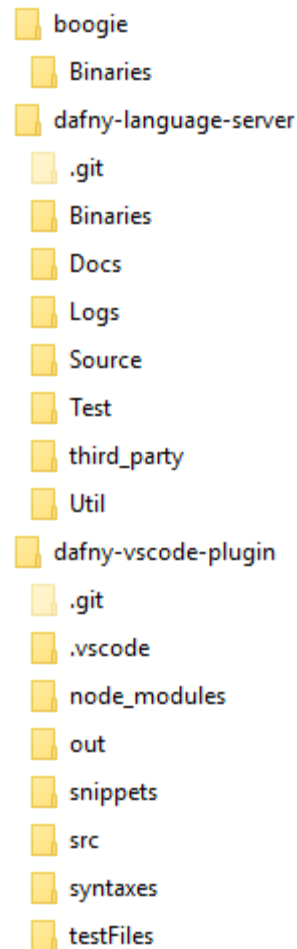 boogie
Binaries
dafny-language-server
.git
Binaries
Docs
Logs
Source
Test
third_party
Util
dafny-vscode-plugin
.git
.vscode
node_modules
out
snippets
src
syntaxes
testFiles